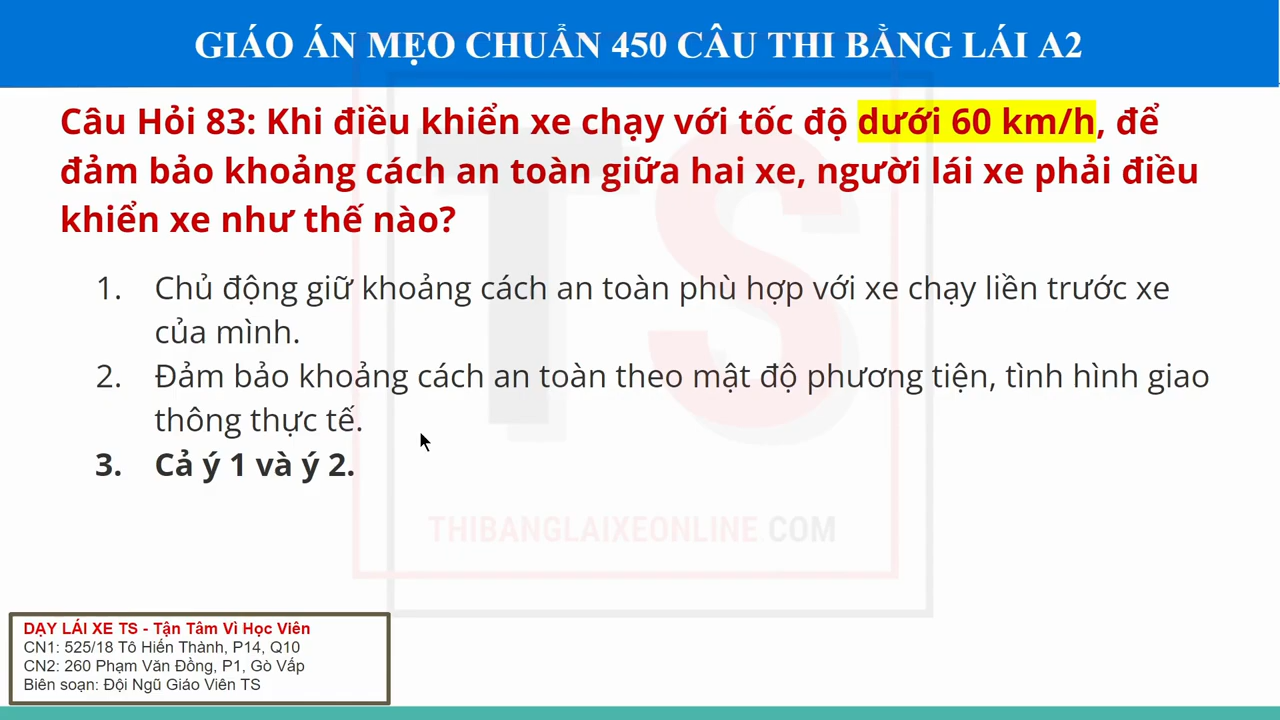 GIÁO ÁN MẸO CHUẨN 450 CÂU THI BẰNG LÁI A2
Câu Hỏi 83: Khi điều khiển xe chạy với tốc độ dưới 60 km/h, để
đảm bảo khoảng cách an toàn giữa hai xe, người lái xe phải điều
khiển xe như thế nào?
1. Chủ động giữ khoảng cách an toàn phù hợp với xe chạy liền trước xe
của mình.
2. Đảm bảo khoảng cách an toàn theo mật độ phương tiện, tình hình giao
thông thực tế.
3. Cả ý 1 và ý 2.
TS
THIBANGLAIXEONLINE.COM
DẠY LÁI XE TS - Tận Tâm Vì Học Viên
CN1: 525/18 Tô Hiến Thành, P14, Q10
CN2: 260 Phạm Văn Đồng, P1, Gò Vấp
Biên soạn: Đội Ngũ Giáo Viên TS